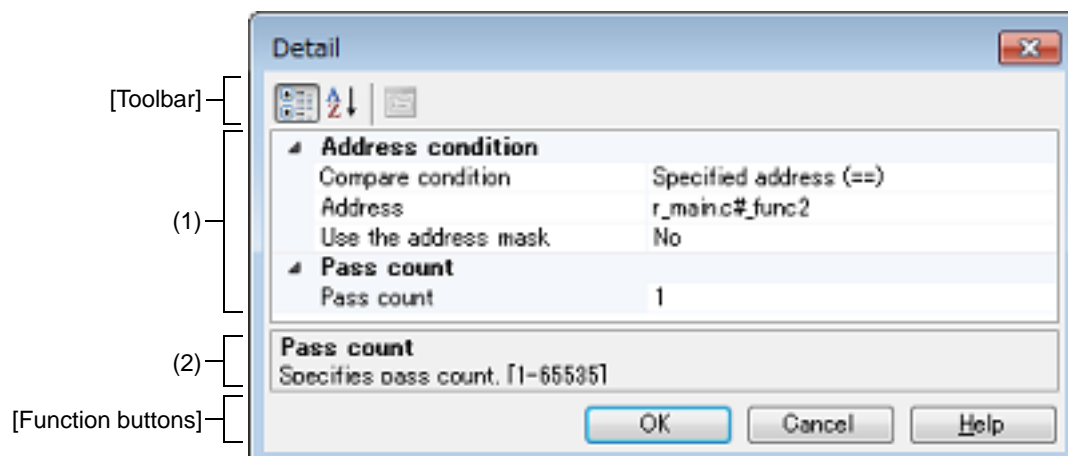 Detail
[Toolbar]
A
Z
Address condition
Compare condition Specified address (==)
Address r_main.c#_func2
(1)
Use the address mask No
Pass count
Pass count 1
(2)
Pass count
Specifies pass count. [1-65535]
[Function buttons]
OK Cancel Help